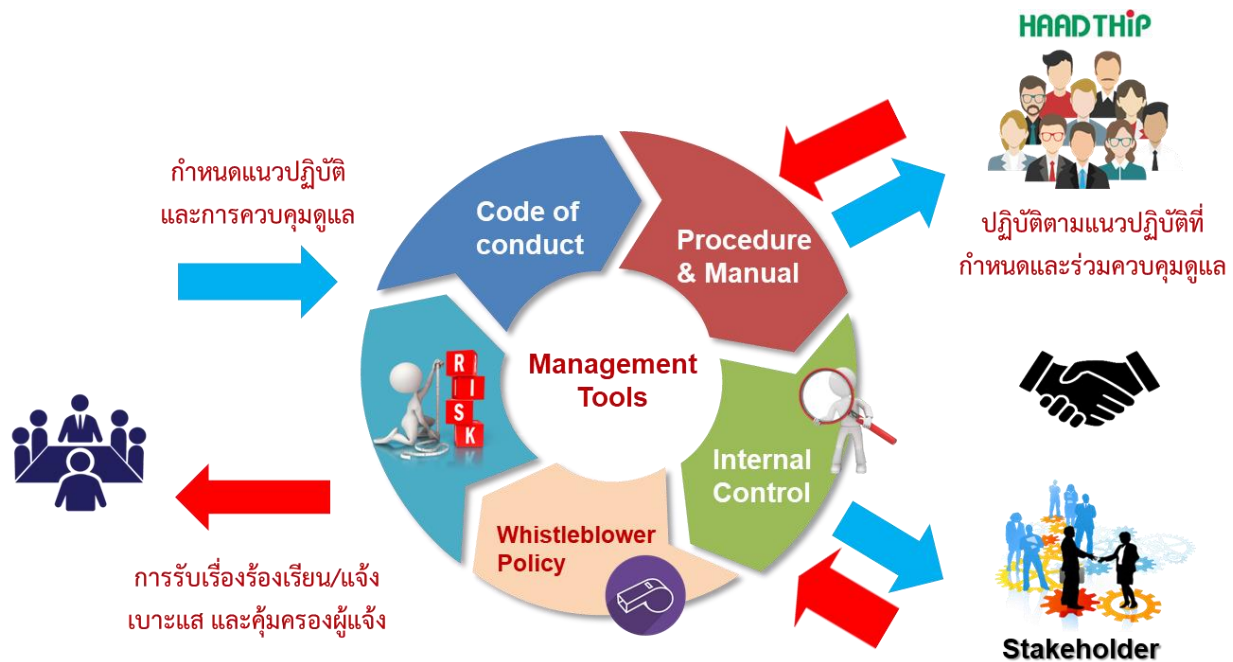 HAADTHIP
กำหนดแนวปฏิบัติ
และการควบคุมดูแล
Code of
conduct
Procedure
& Manual
ปฏิบัติตามแนวปฏิบัติที่
กำหนดและร่วมควบคุมดูแล
Management
Tools
R
I
S
K
Internal
Control
Whistleblower
Policy
การรับเรื่องร้องเรียน/แจ้ง
เบาะแส และคุ้มครองผู้แจ้ง
Stakeholder